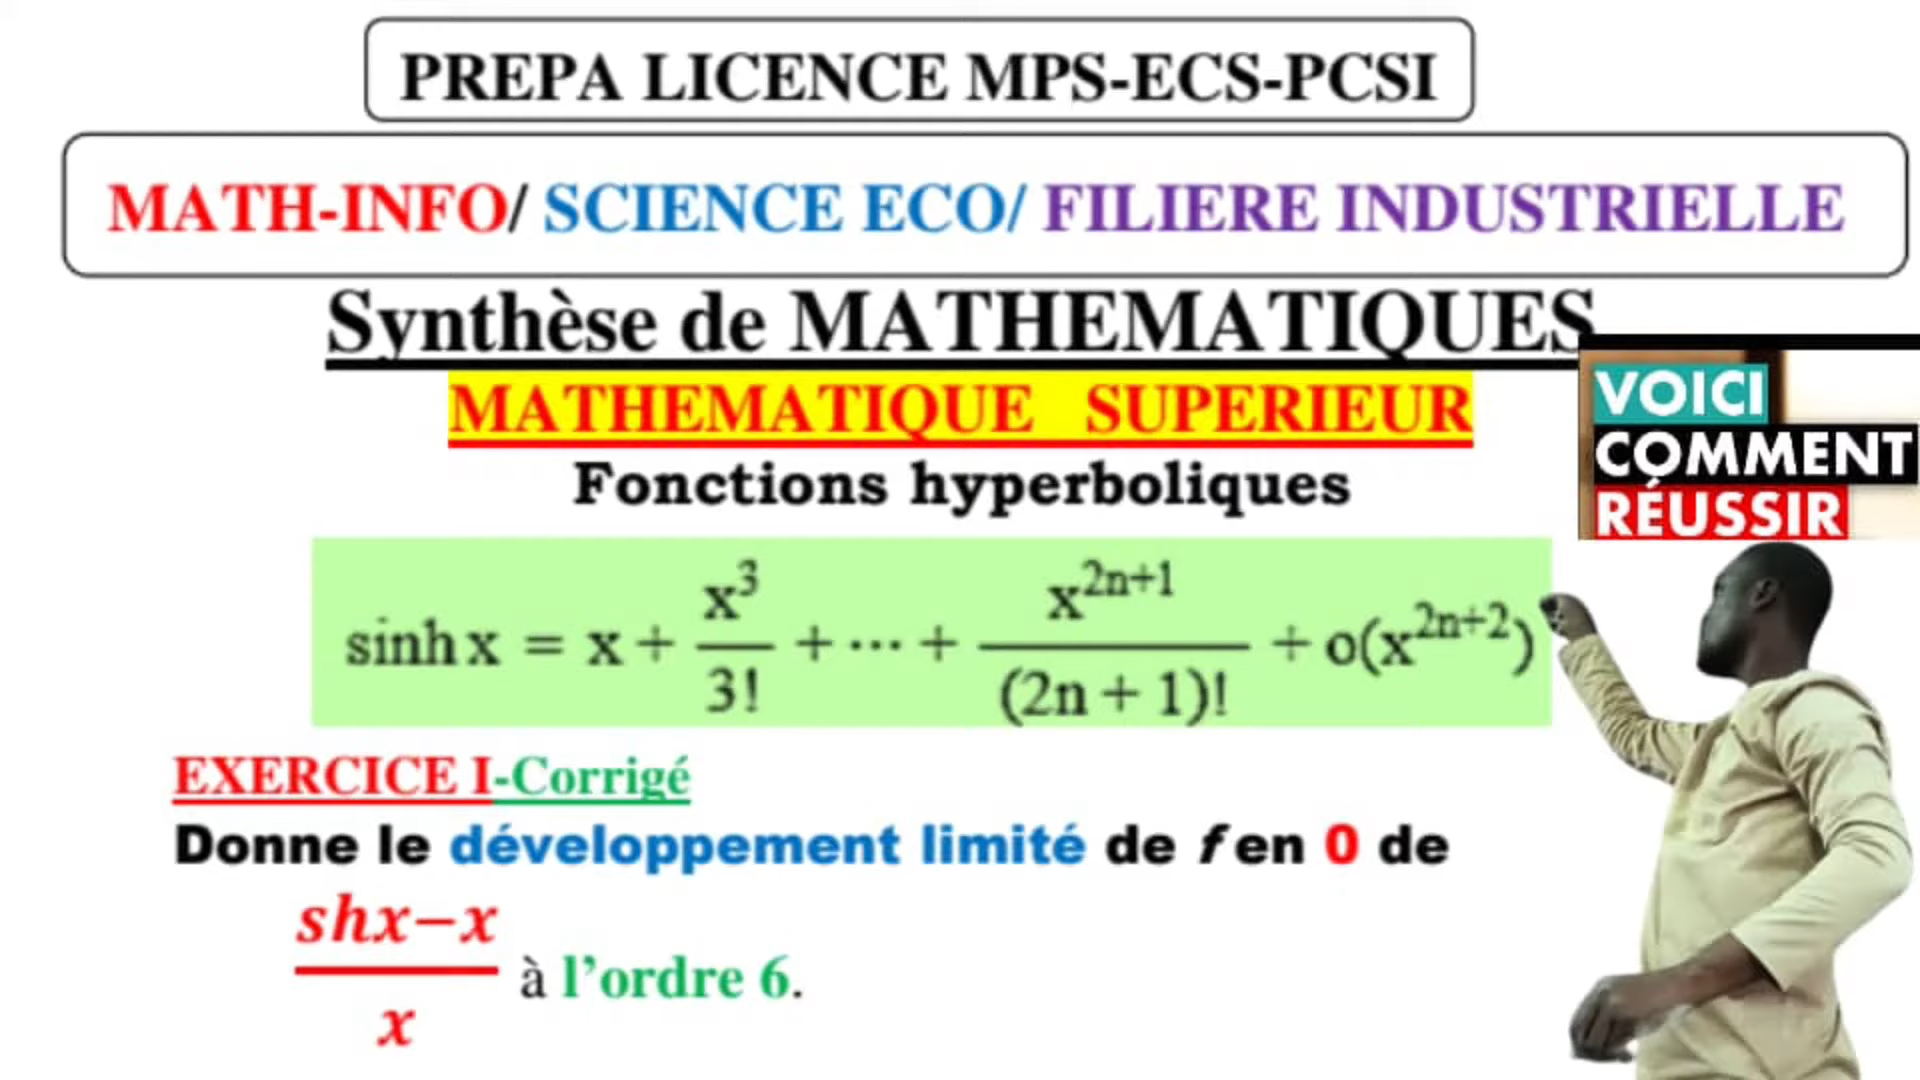 PREPA LICENCE MPS-ECS-PCSI
MATH-INFO/ SCIENCE ECO/ FILIERE INDUSTRIELLE
Synthèse de MATHEMATIQUES
MATHEMATIQUE SUPERIEUR
VOICI
COMMENT
RÉUSSIR
Fonctions hyperboliques
sinh x = x + x³/3! + ··· + x^(2n+1)/(2n + 1)! + o(x^(2n+2))
EXERCICE I-Corrigé
Donne le développement limité de f en 0 de
(shx−x)/x à l’ordre 6.